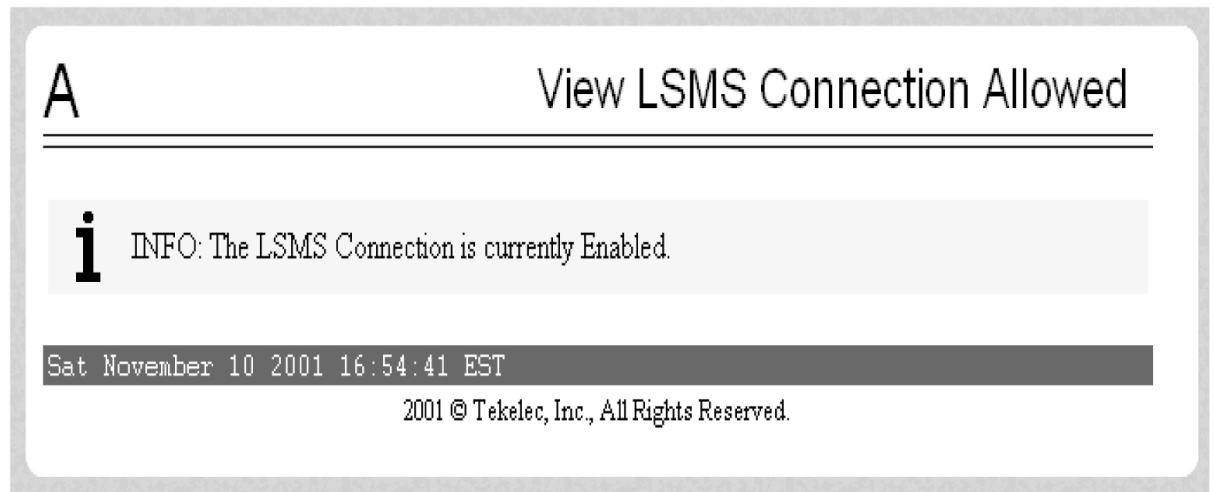 A View LSMS Connection Allowed
i INFO: The LSMS Connection is currently Enabled.
Sat November 10 2001 16:54:41 EST
2001 © Tekelec, Inc., All Rights Reserved.